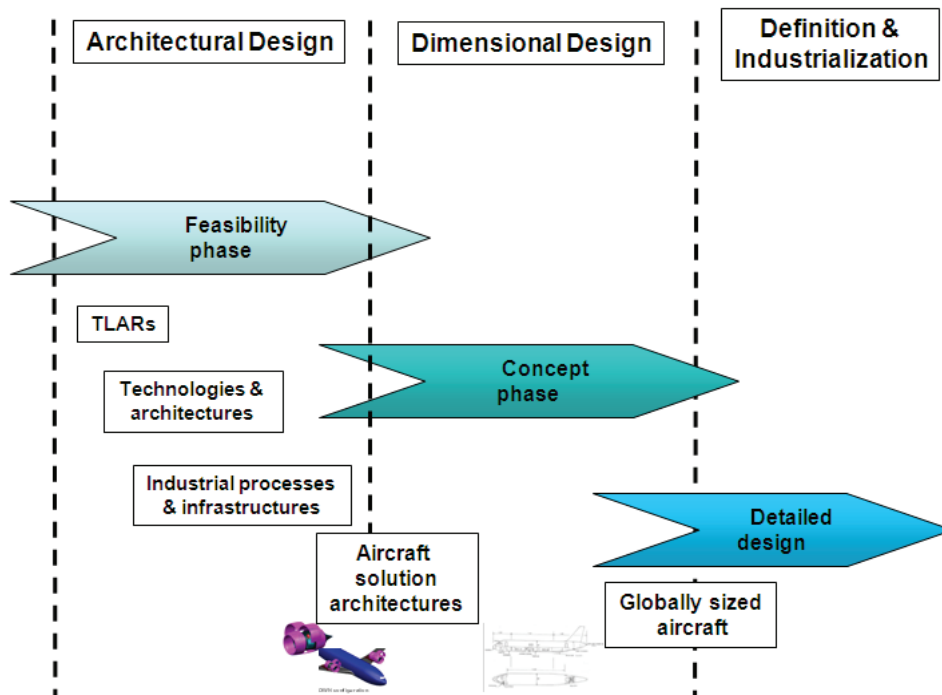 Architectural Design
Dimensional Design
Definition &
Industrialization
Feasibility
phase
TLARs
Technologies &
architectures
Concept
phase
Industrial processes
& infrastructures
Detailed
design
Aircraft
solution
architectures
Globally sized
aircraft
configuration